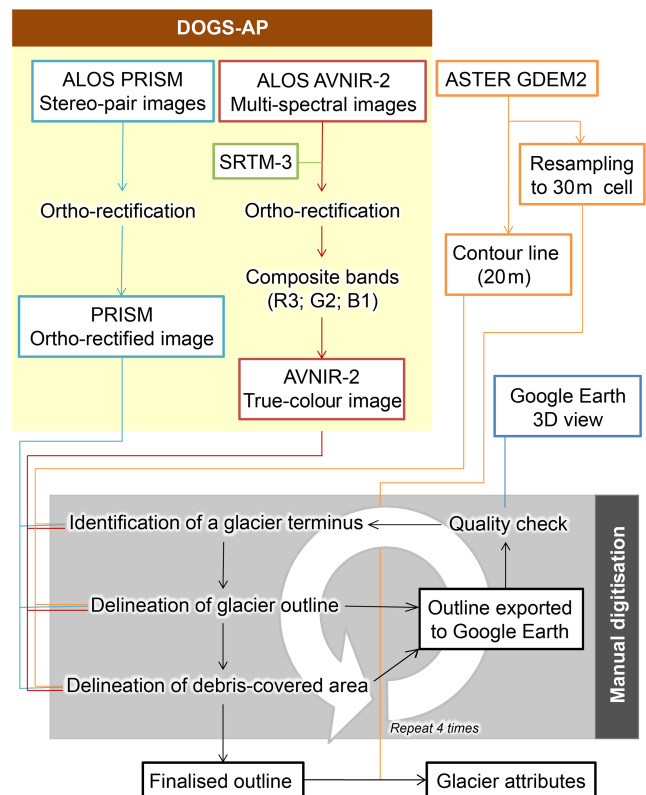 DOGS-AP
ALOS PRISM
Stereo-pair images
ALOS AVNIR-2
Multi-spectral images
ASTER GDEM2
SRTM-3
Resampling
to 30m cell
Ortho-rectification
Ortho-rectification
Contour line
(20m)
Composite bands
(R3; G2; B1)
PRISM
Ortho-rectified image
AVNIR-2
True-colour image
Google Earth
3D view
Identification of a glacier terminus
Quality check
Delineation of glacier outline
Outline exported
to Google Earth
Delineation of debris-covered area
Manual digitisation
Repeat 4 times
Finalised outline
Glacier attributes